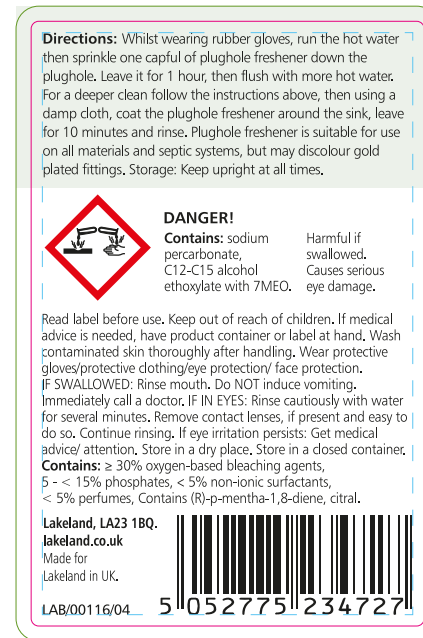 Directions: Whilst wearing rubber gloves, run the hot water
then sprinkle one capful of plughole freshener down the
plughole. Leave it for 1 hour, then flush with more hot water.
For a deeper clean follow the instructions above, then using a
damp cloth, coat the plughole freshener around the sink, leave
for 10 minutes and rinse. Plughole freshener is suitable for use
on all materials and septic systems, but may discolour gold
plated fittings. Storage: Keep upright at all times.
DANGER!
Contains: sodium
percarbonate,
C12-C15 alcohol
ethoxylate with 7MEO.
Harmful if
swallowed.
Causes serious
eye damage.
Read label before use. Keep out of reach of children. If medical
advice is needed, have product container or label at hand. Wash
contaminated skin thoroughly after handling. Wear protective
gloves/protective clothing/eye protection/ face protection.
IF SWALLOWED: Rinse mouth. Do NOT induce vomiting.
Immediately call a doctor. IF IN EYES: Rinse cautiously with water
for several minutes. Remove contact lenses, if present and easy to
do so. Continue rinsing. If eye irritation persists: Get medical
advice/ attention. Store in a dry place. Store in a closed container.
Contains: ≥ 30% oxygen-based bleaching agents,
5 - < 15% phosphates, < 5% non-ionic surfactants,
< 5% perfumes, Contains (R)-p-mentha-1,8-diene, citral.
Lakeland, LA23 1BQ.
lakeland.co.uk
Made for
Lakeland in UK.
LAB/00116/04
5 052775 234727